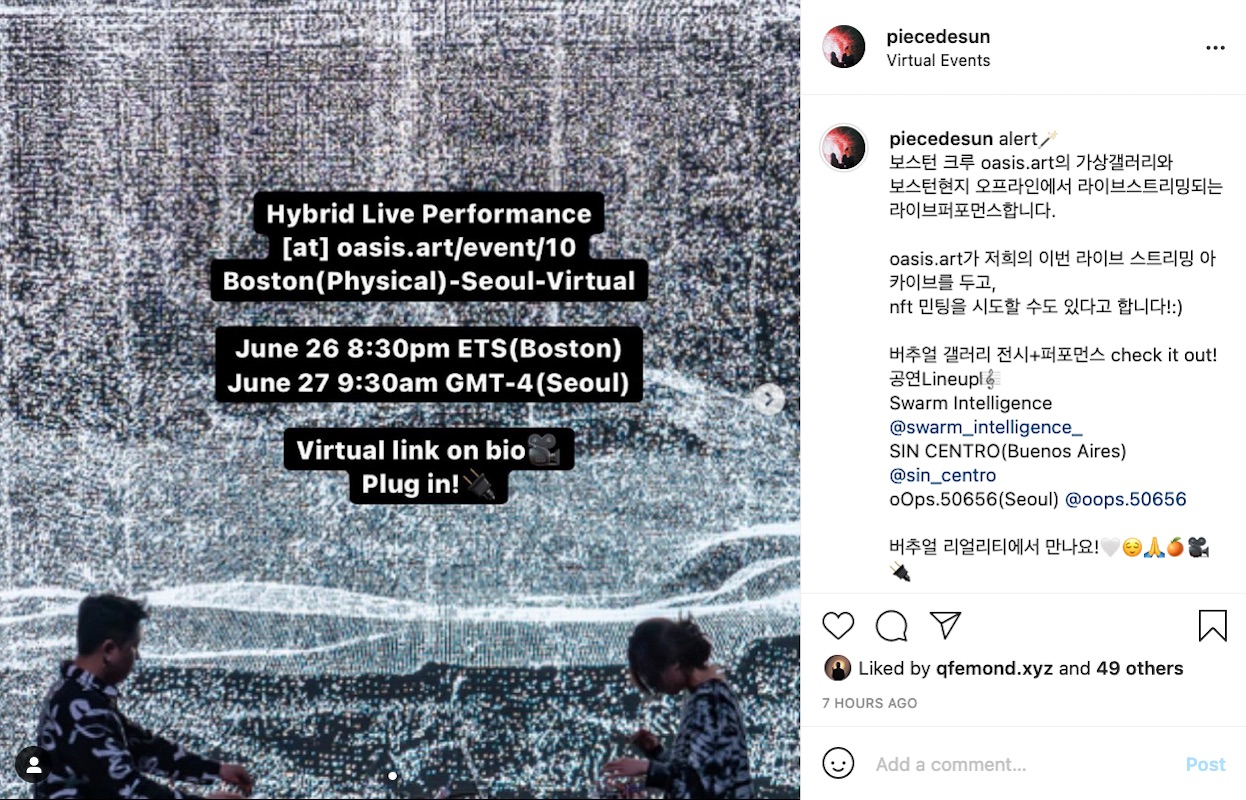 Hybrid Live Performance
[at] oasis.art/event/10
Boston(Physical)-Seoul-Virtual
June 26 8:30pm ETS(Boston)
June 27 9:30am GMT-4(Seoul)
Virtual link on bio🎥
Plug in!🔌
piecedesun
Virtual Events
piecedesun alert🪄
보스턴 크루 oasis.art의 가상갤러리와
보스턴현지 오프라인에서 라이브스트리밍되는
라이브퍼포먼스합니다.
oasis.art가 저희의 이번 라이브 스트리밍 아
카이브를 두고,
nft 민팅을 시도할 수도 있다고 합니다!:)
버추얼 갤러리 전시+퍼포먼스 check it out!
공연Lineup|🎼
Swarm Intelligence
@swarm_intelligence_
SIN CENTRO(Buenos Aires)
@sin_centro
oOps.50656(Seoul) @oops.50656
버추얼 리얼리티에서 만나요!🤍😌🙏🍊🎥
🔌
Liked by qfemond.xyz and 49 others
7 HOURS AGO
Add a comment...
Post